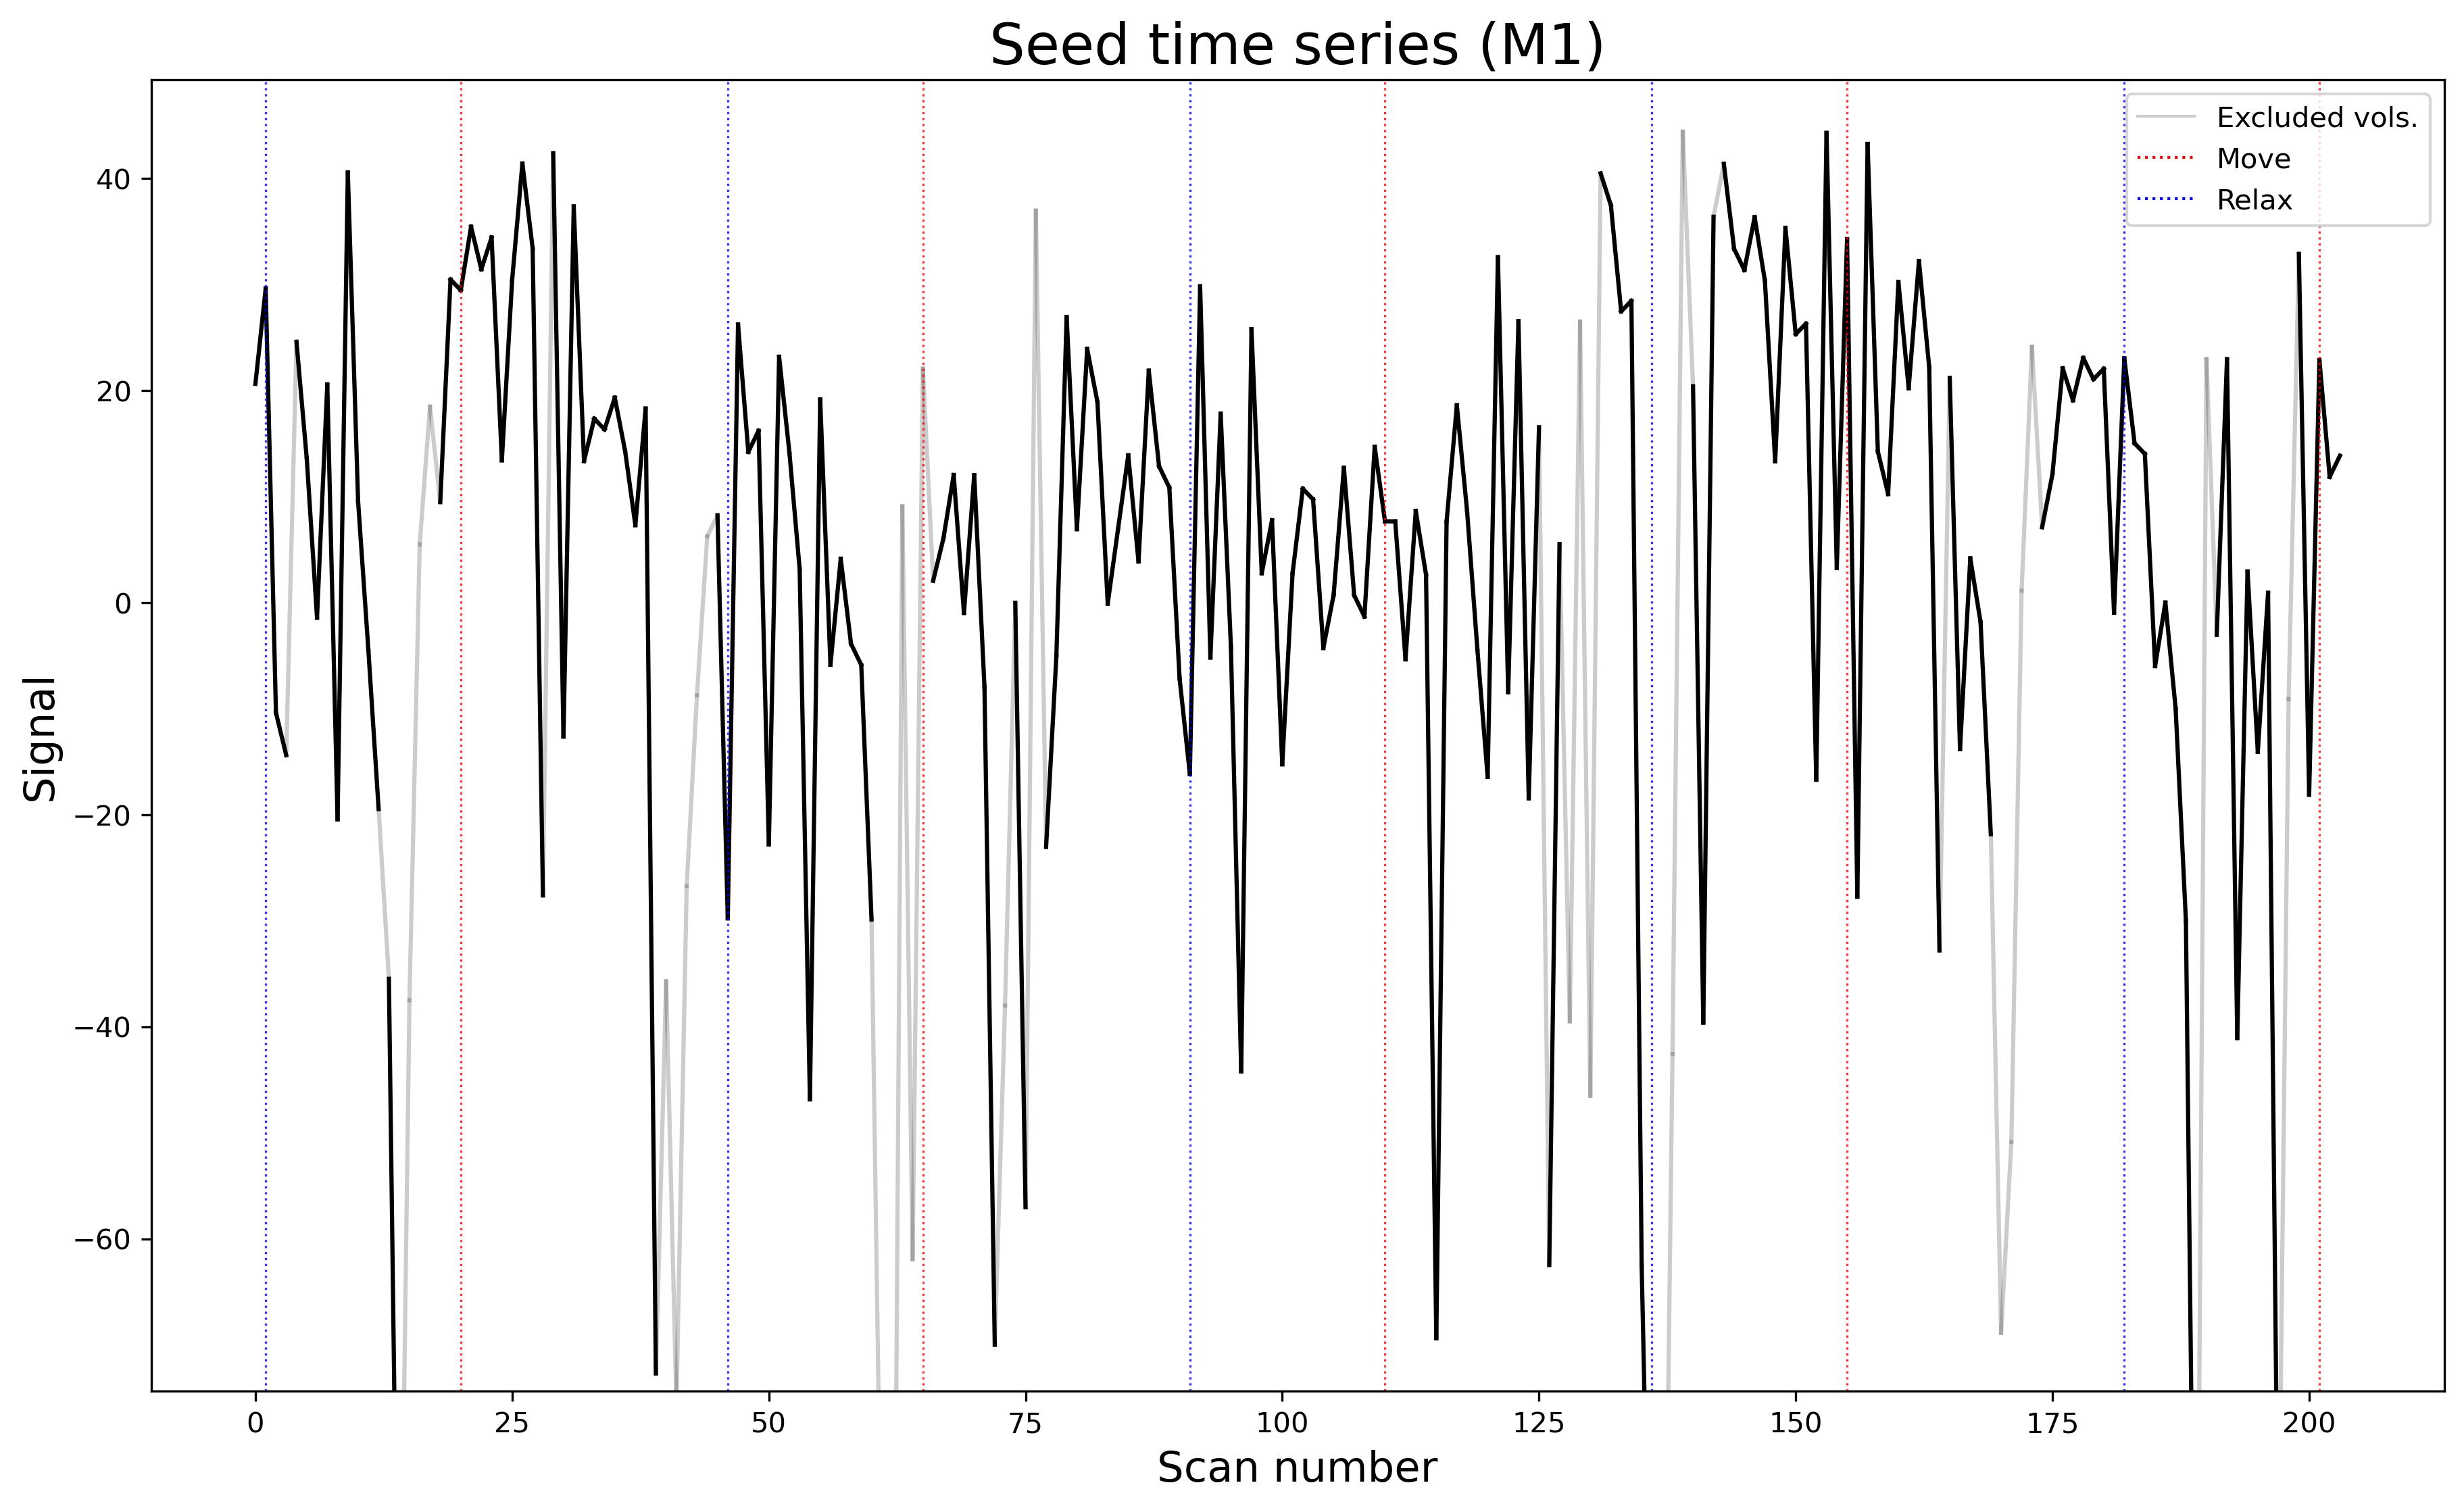 Seed time series (M1)
Excluded vols.
Move
Relax
40
20
0
−20
−40
−60
Signal
0 25 50 75 100 125 150 175 200
Scan number